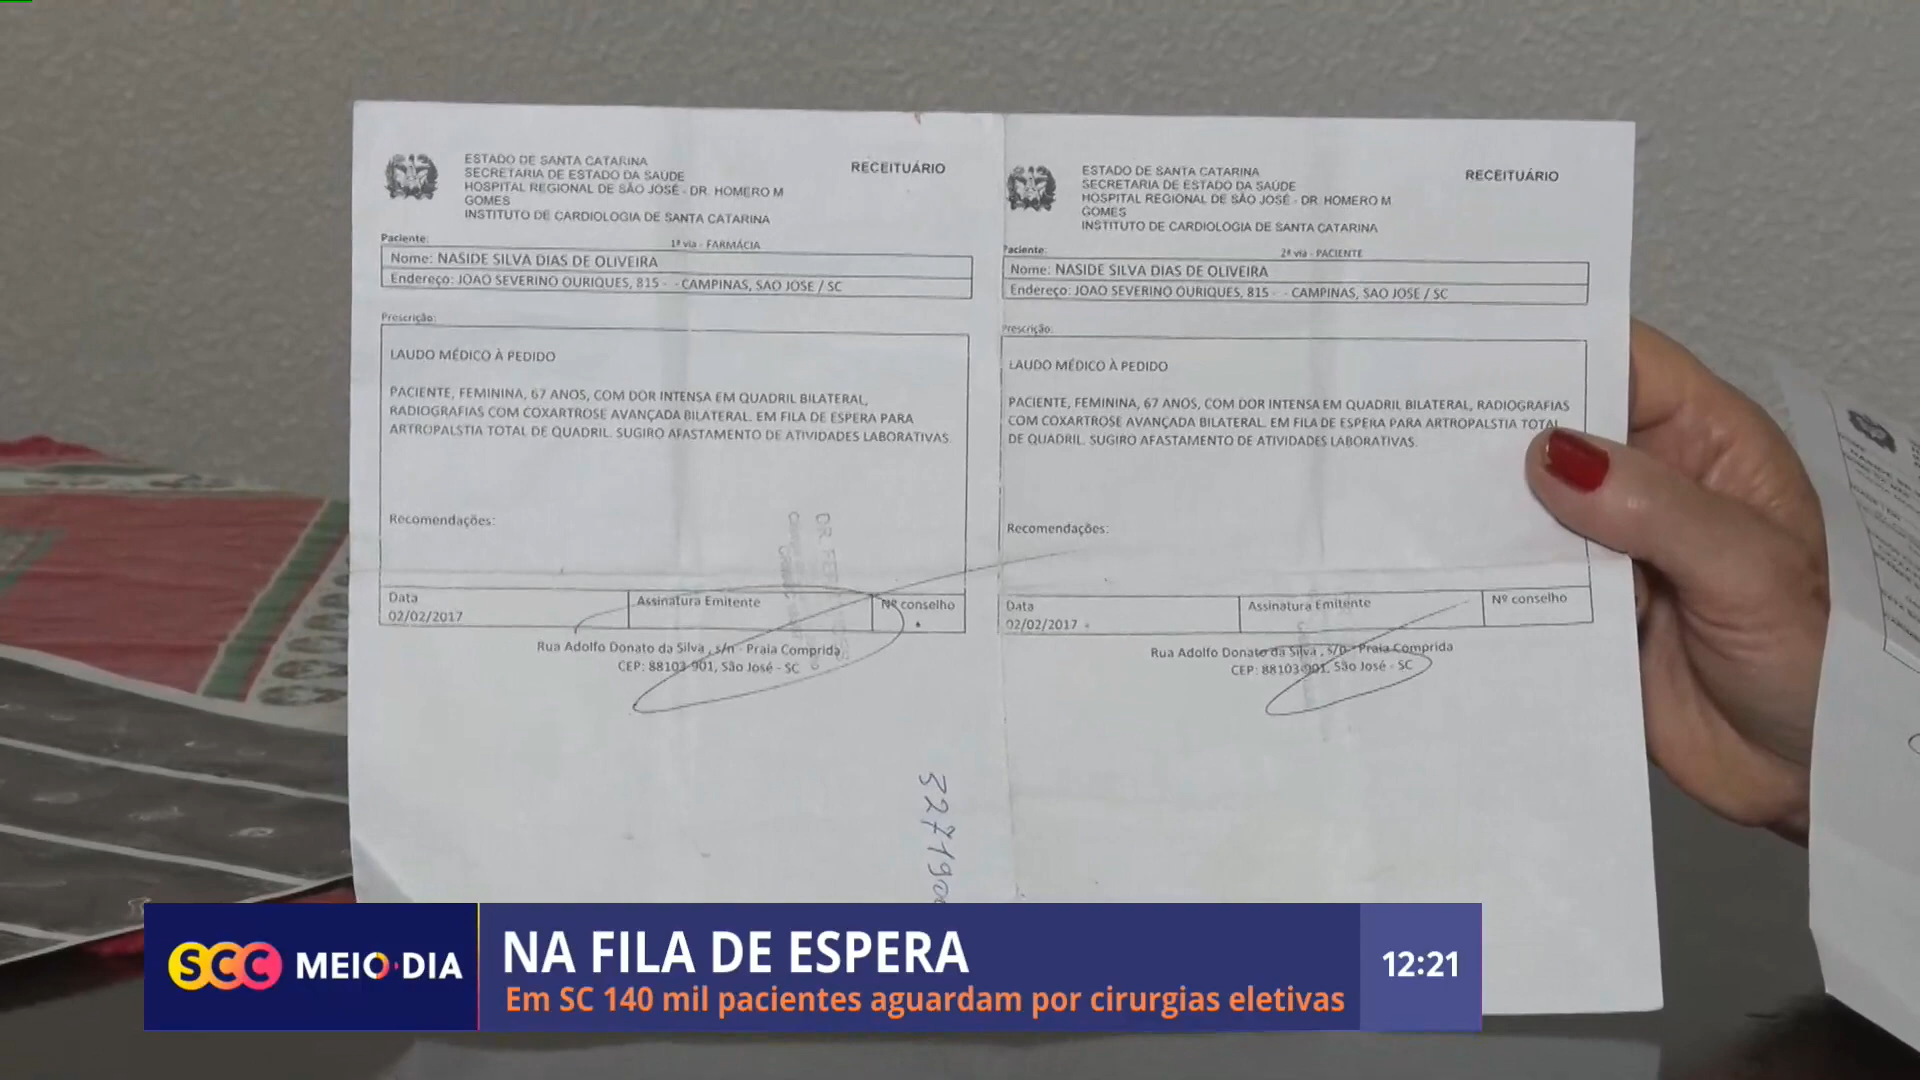 ESTADO DE SANTA CATARINA
SECRETARIA DE ESTADO DA SAUDE
HOSPITAL REGIONAL DE SÃO JOSÉ - DR. HOMERO M
GOMES
INSTITUTO DE CARDIOLOGIA DE SANTA CATARINA
RECEITUÁRIO
Paciente:
1ª via - FARMÁCIA
Nome: NASIDE SILVA DIAS DE OLIVEIRA
Endereço: JOAO SEVERINO OURIQUES, 815 - - CAMPINAS, SAO JOSE / SC
Prescrição:
LAUDO MÉDICO À PEDIDO
PACIENTE, FEMININA, 67 ANOS, COM DOR INTENSA EM QUADRIL BILATERAL,
RADIOGRAFIAS COM COXARTROSE AVANÇADA BILATERAL. EM FILA DE ESPERA PARA
ARTROPALSTIA TOTAL DE QUADRIL. SUGIRO AFASTAMENTO DE ATIVIDADES LABORATIVAS.
Recomendações:
Data
02/02/2017
Assinatura Emitente
Nº conselho
Rua Adolfo Donato da Silva , s/n - Praia Comprida
CEP: 88103-901, São José - SC
ESTADO DE SANTA CATARINA
SECRETARIA DE ESTADO DA SAÚDE
HOSPITAL REGIONAL DE SÃO JOSÉ - DR. HOMERO M
GOMES
INSTITUTO DE CARDIOLOGIA DE SANTA CATARINA
RECEITUÁRIO
Paciente:
2ª via - PACIENTE
Nome: NASIDE SILVA DIAS DE OLIVEIRA
Endereço: JOAO SEVERINO OURIQUES, 815 - - CAMPINAS, SAO JOSE / SC
Prescrição:
LAUDO MÉDICO À PEDIDO
PACIENTE, FEMININA, 67 ANOS, COM DOR INTENSA EM QUADRIL BILATERAL, RADIOGRAFIAS
COM COXARTROSE AVANÇADA BILATERAL. EM FILA DE ESPERA PARA ARTROPALSTIA TOTAL
DE QUADRIL. SUGIRO AFASTAMENTO DE ATIVIDADES LABORATIVAS.
Recomendações:
Data
02/02/2017
Assinatura Emitente
Nº conselho
Rua Adolfo Donato da Silva , s/n - Praia Comprida
CEP: 88103-901, São José - SC
SCC MEIO-DIA
NA FILA DE ESPERA
Em SC 140 mil pacientes aguardam por cirurgias eletivas
12:21